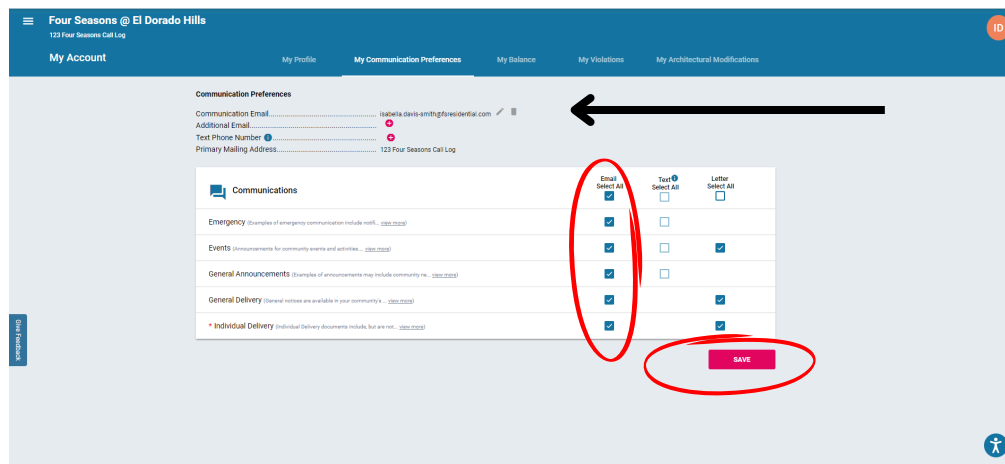 Four Seasons @ El Dorado Hills
123 Four Seasons Call Log
ID
My Account
My Profile
My Communication Preferences
My Balance
My Violations
My Architectural Modifications
Communication Preferences
Communication Email............................................ isabella.davis-smith@fsresidential.com
Additional Email....................................................
Text Phone Number ............................................
Primary Mailing Address......................................... 123 Four Seasons Call Log
Communications
Email
Select All
Text
Select All
Letter
Select All
Emergency (Examples of emergency communication include notifi... view more)
Events (Announcements for community events and activities... view more)
General Announcements (Examples of announcements may include community ne... view more)
General Delivery (General notices are available in your community's ... view more)
* Individual Delivery (Individual Delivery documents include, but are not... view more)
SAVE
Give Feedback